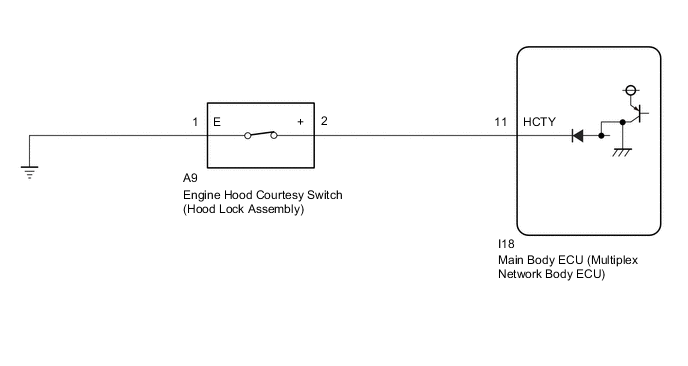 1
E
+
2
11
HCTY
A9
Engine Hood Courtesy Switch
(Hood Lock Assembly)
I18
Main Body ECU (Multiplex
Network Body ECU)